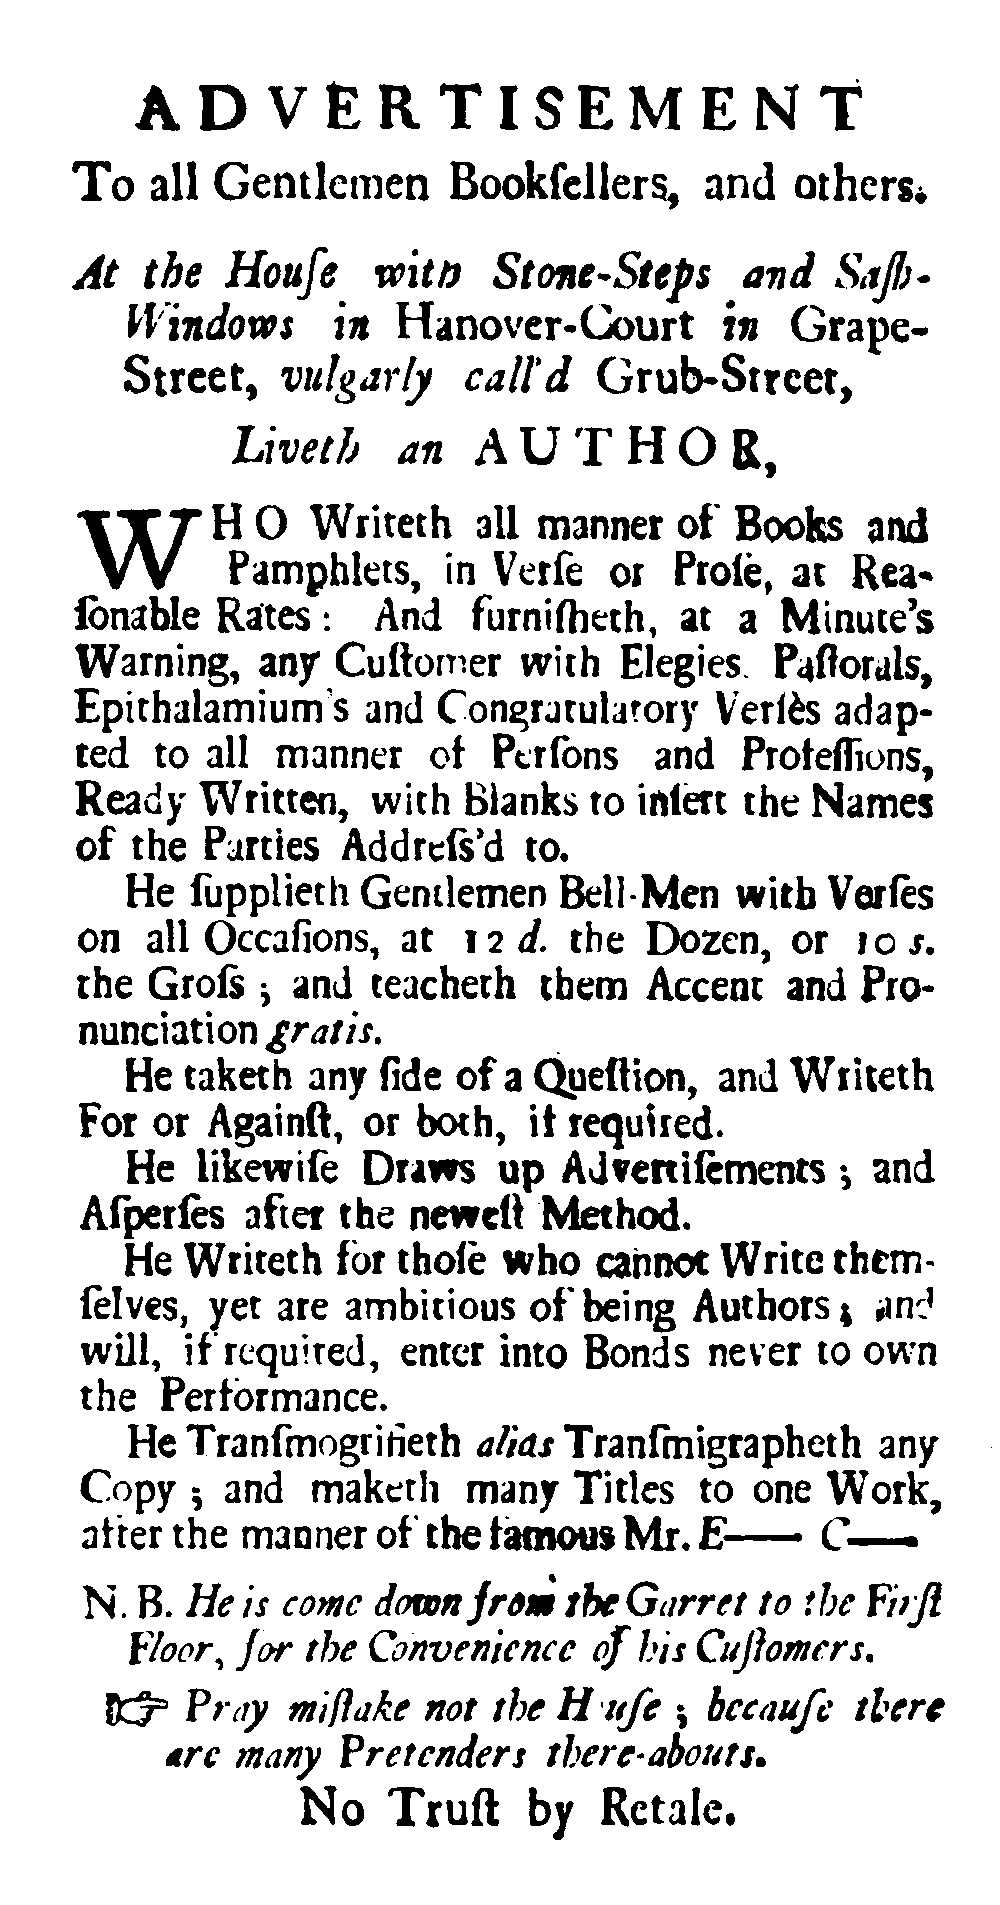 ADVERTISEMENT
To all Gentlemen Bookſellers, and others.
At the Houſe with Stone-Steps and Saſh-
Windows in Hanover-Court in Grape-
Street, vulgarly call'd Grub-Street,
Liveth an AUTHOR,
WHO Writeth all manner of Books and
Pamphlets, in Verſe or Proſe, at Rea-
ſonable Rates: And furniſheth, at a Minute's
Warning, any Cuſtomer with Elegies. Paſtorals,
Epithalamium's and Congratulatory Verſes adap-
ted to all manner of Perſons and Profeſſions,
Ready Written, with Blanks to inſert the Names
of the Parties Addreſs'd to.
He ſupplieth Gentlemen Bell-Men with Verſes
on all Occaſions, at 12 d. the Dozen, or 10 s.
the Groſs; and teacheth them Accent and Pro-
nunciation gratis.
He taketh any ſide of a Queſtion, and Writeth
For or Againſt, or both, if required.
He likewiſe Draws up Advertiſements; and
Aſperſes after the neweſt Method.
He Writeth for thoſe who cannot Write them-
ſelves, yet are ambitious of being Authors; and
will, if required, enter into Bonds never to own
the Performance.
He Tranſmogrifieth alias Tranſmigrapheth any
Copy; and maketh many Titles to one Work,
after the manner of the famous Mr. E—— C——
N. B. He is come down from the Garret to the Firſt
Floor, for the Convenience of his Cuſtomers.
☞ Pray miſtake not the Houſe; becauſe there
are many Pretenders there-abouts.
No Truſt by Retale.